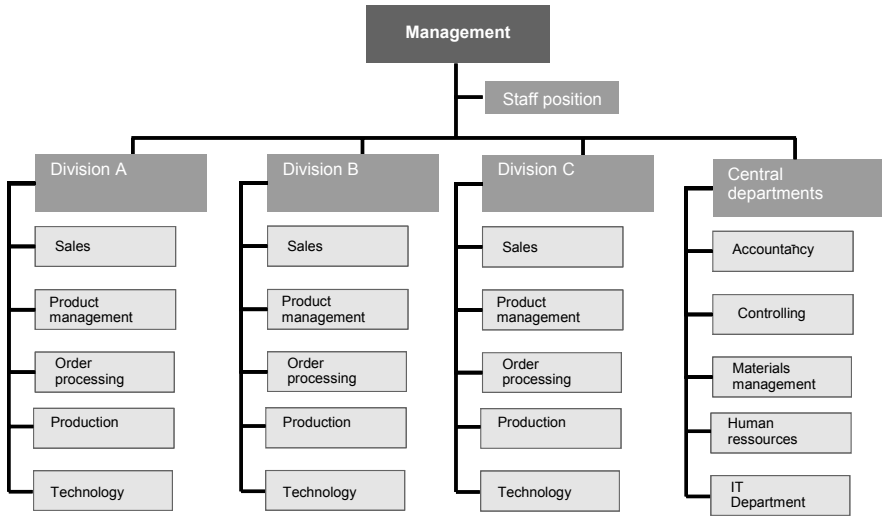 Management
Staff position
Division A
Sales
Product
management
Order
processing
Production
Technology
Division B
Sales
Product
management
Order
processing
Production
Technology
Division C
Sales
Product
management
Order
processing
Production
Technology
Central
departments
Accountancy
Controlling
Materials
management
Human
ressources
IT
Department